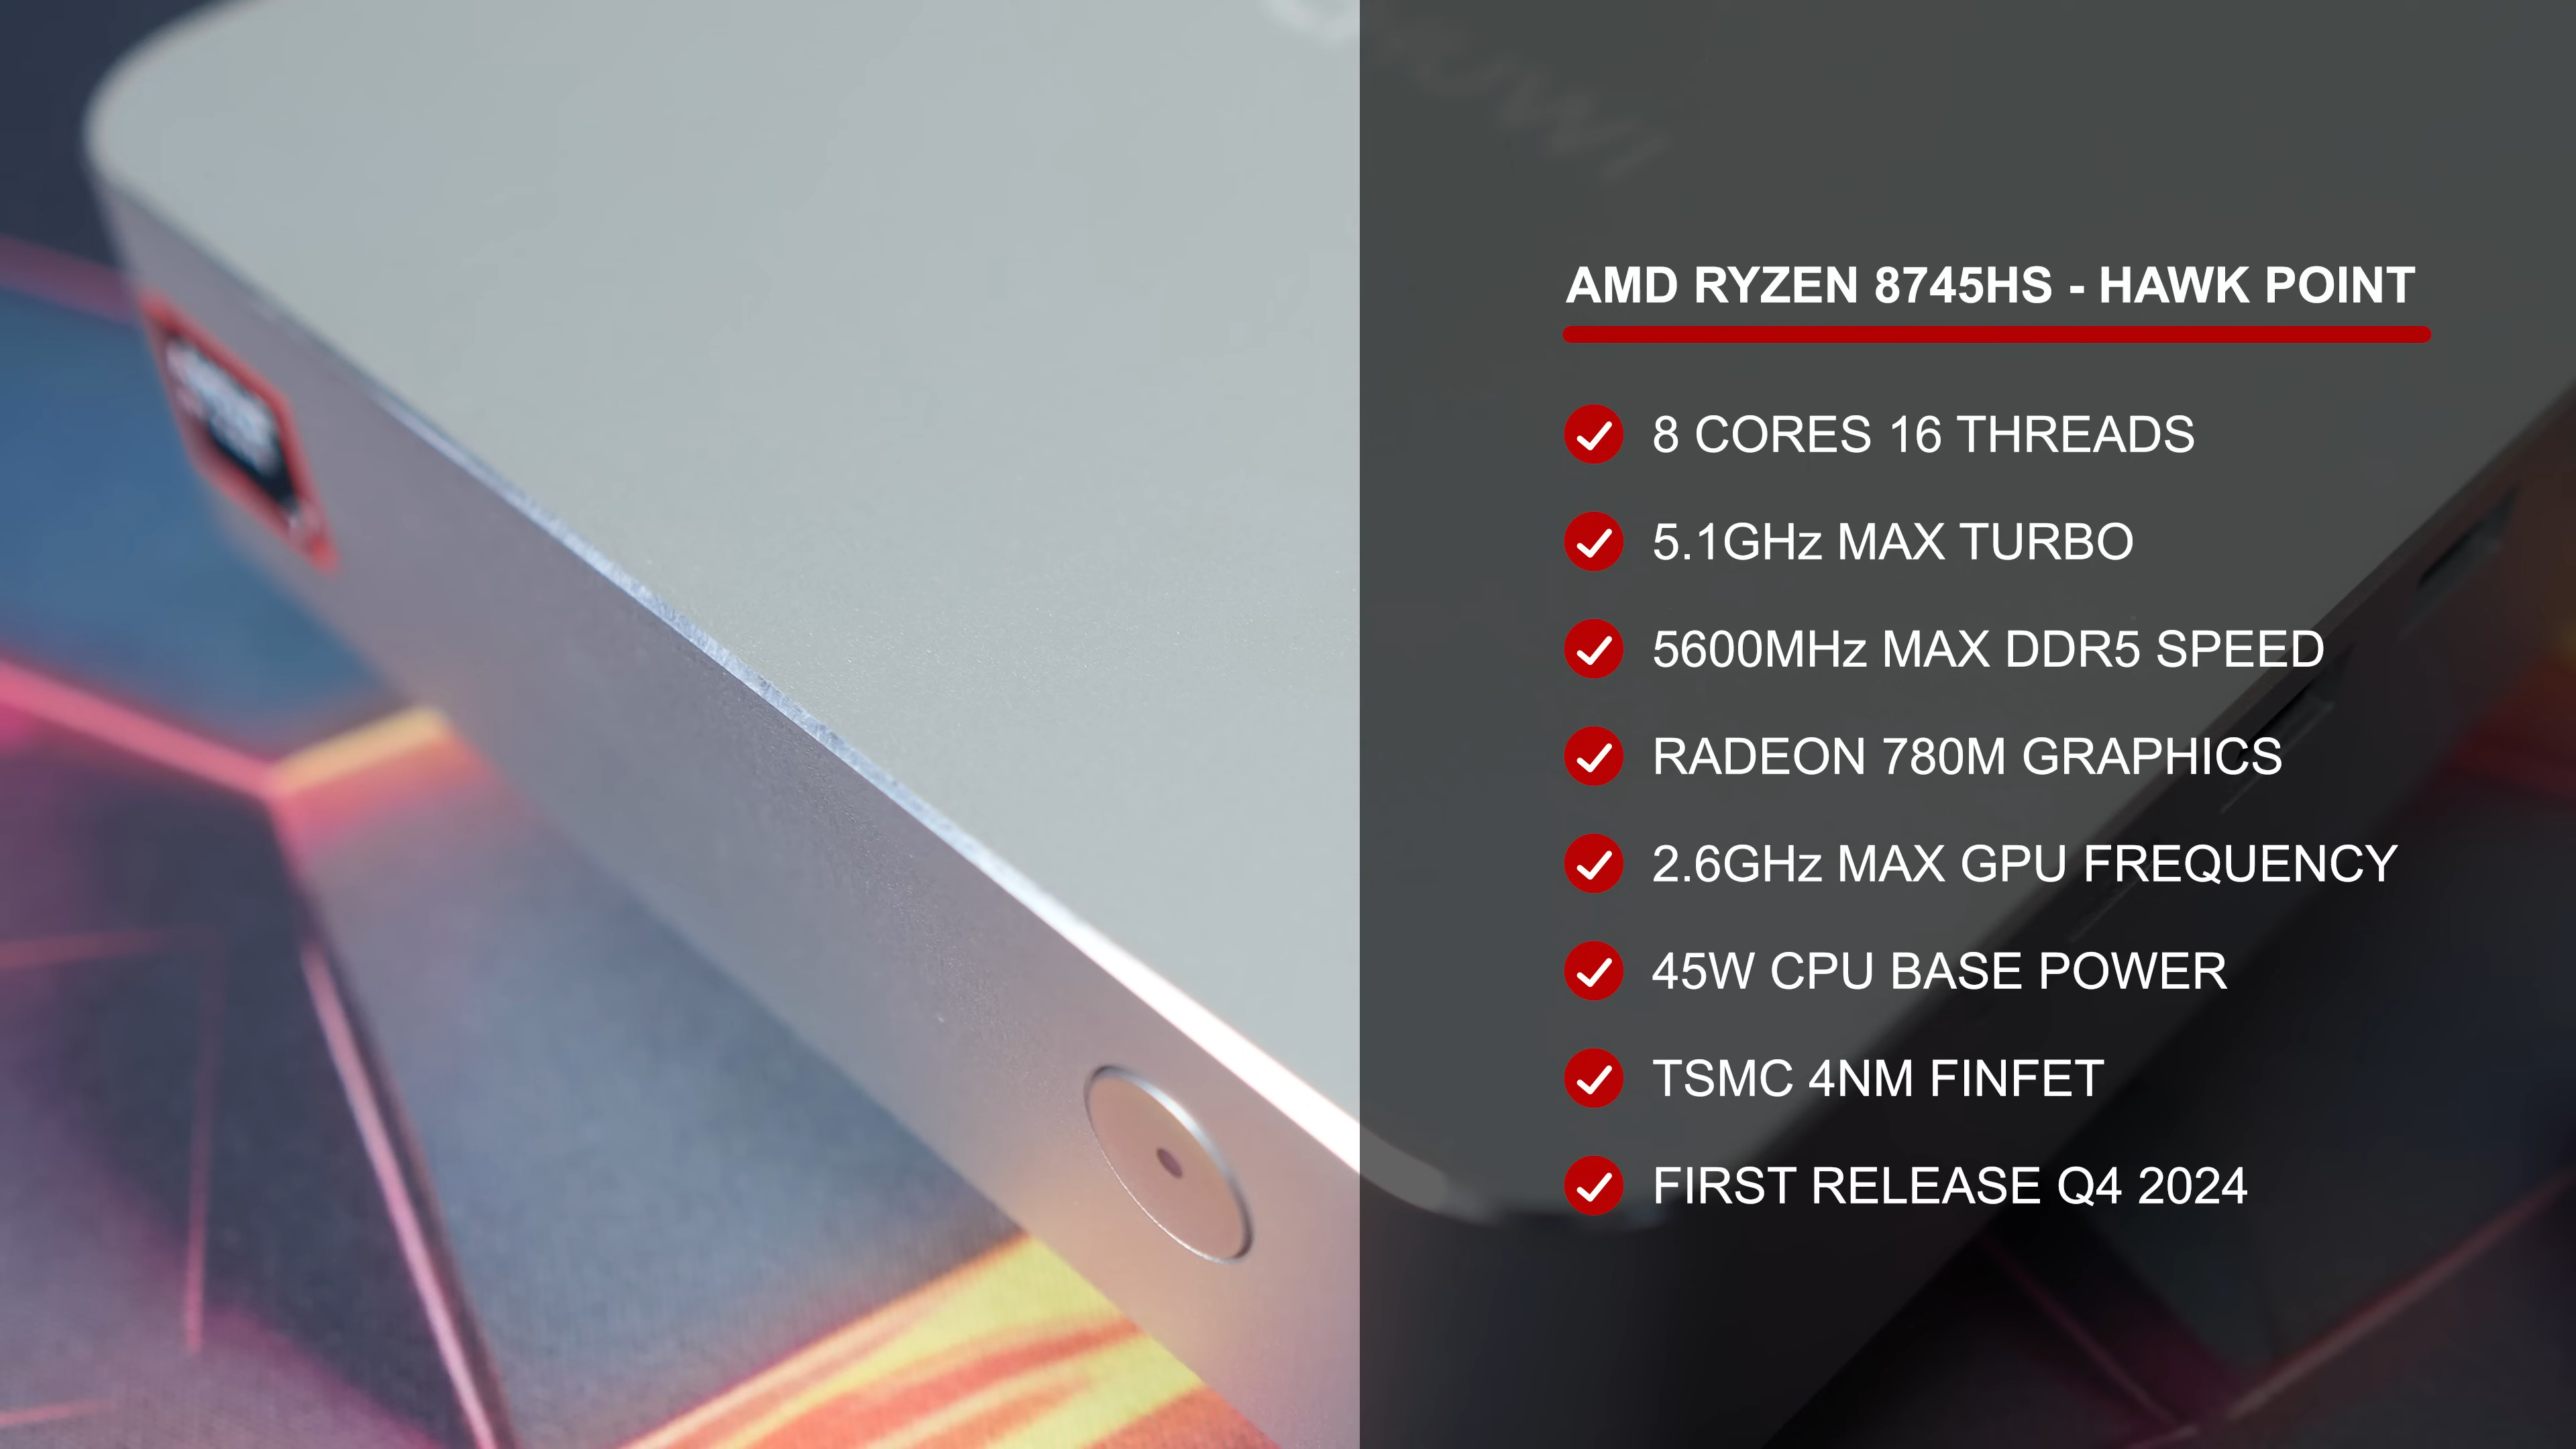 AMD RYZEN 8745HS - HAWK POINT
8 CORES 16 THREADS
5.1GHz MAX TURBO
5600MHz MAX DDR5 SPEED
RADEON 780M GRAPHICS
2.6GHz MAX GPU FREQUENCY
45W CPU BASE POWER
TSMC 4NM FINFET
FIRST RELEASE Q4 2024